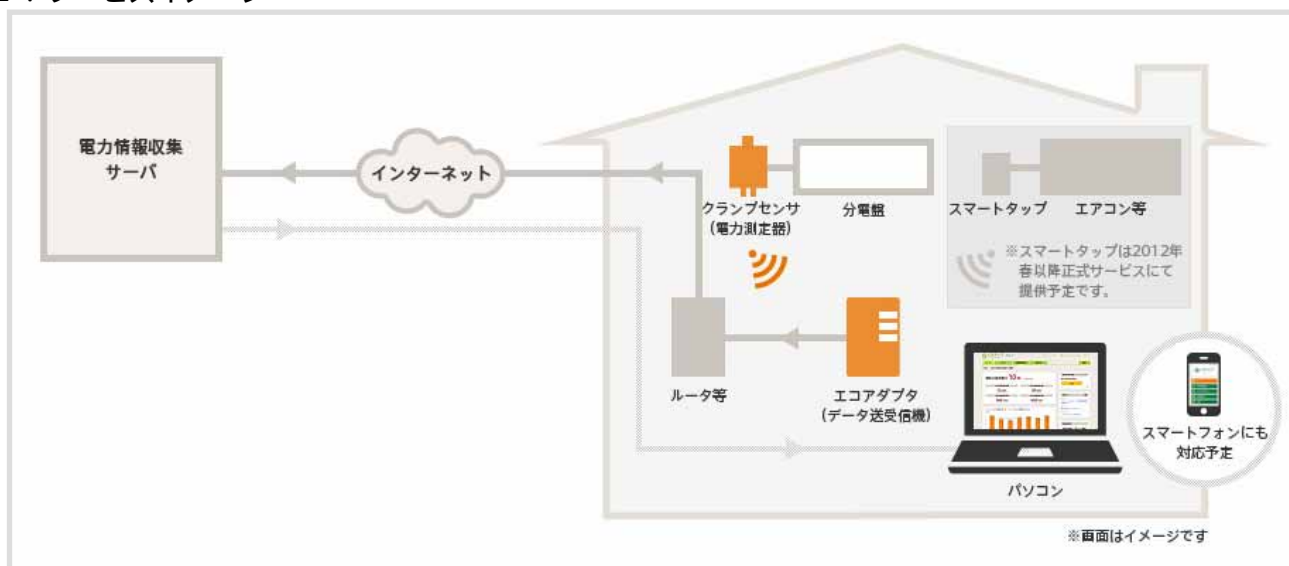 電力情報収集
サーバ
インターネット
クランプセンサ
（電力測定器）
分電盤
スマートタップ
エアコン等
※スマートタップは2012年
春以降正式サービスにて
提供予定です。
ルータ等
エコアダプタ
（データ送受信機）
パソコン
スマートフォンにも
対応予定
※画面はイメージです